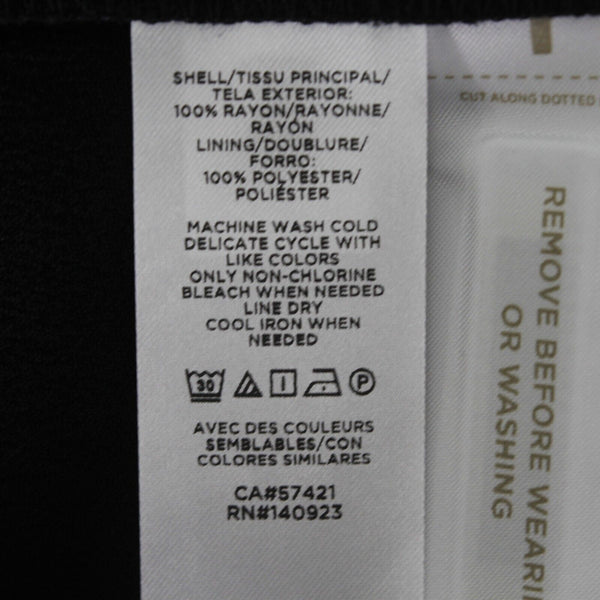 SHELL/TISSU PRINCIPAL/
TELA EXTERIOR:
100% RAYON/RAYONNE/
RAYÓN
LINING/DOUBLURE/
FORRO:
100% POLYESTER/
POLIÉSTER
MACHINE WASH COLD
DELICATE CYCLE WITH
LIKE COLORS
ONLY NON-CHLORINE
BLEACH WHEN NEEDED
LINE DRY
COOL IRON WHEN
NEEDED
30
P
AVEC DES COULEURS
SEMBLABLES/CON
COLORES SIMILARES
CA#57421
RN#140923
CUT ALONG DOTTED
REMOVE BEFORE WEARI
OR WASHING